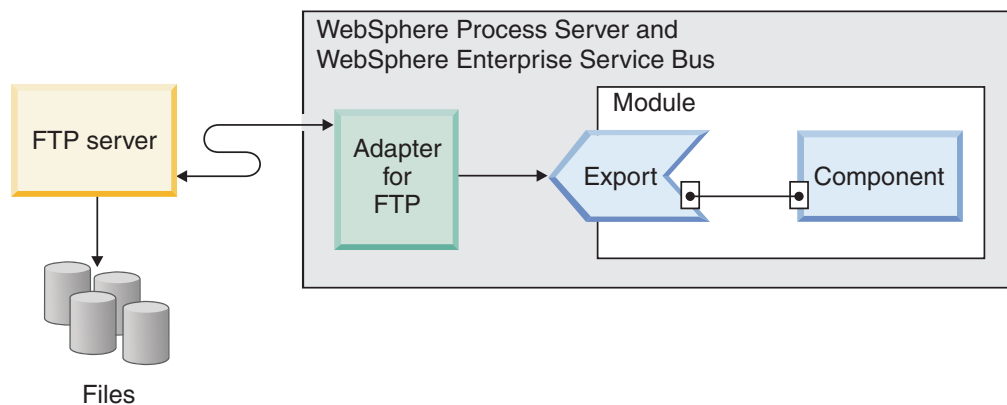 WebSphere Process Server and
WebSphere Enterprise Service Bus
Module
FTP server
Adapter
for
FTP
Export
Component
Files